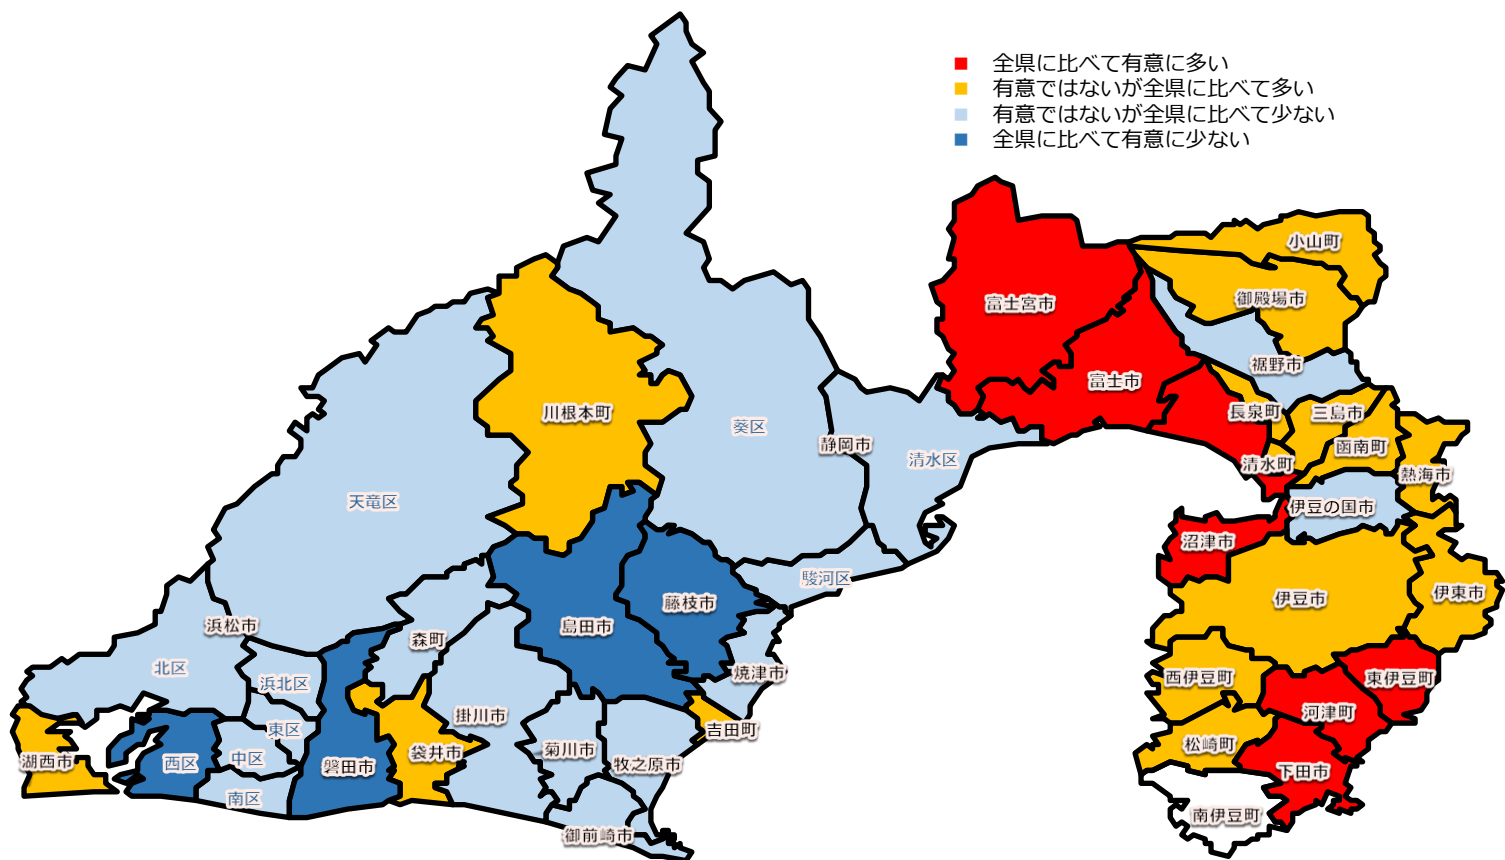 全県に比べて有意に多い
有意ではないが全県に比べて多い
有意ではないが全県に比べて少ない
全県に比べて有意に少ない
小山町
御殿場市
富士宮市
裾野市
富士市
長泉町
三島市
川根本町
葵区
静岡市
清水区
函南町
清水町
熱海市
天竜区
伊豆の国市
沼津市
駿河区
伊豆市
伊東市
藤枝市
島田市
浜松市
森町
北区
浜北区
焼津市
西伊豆町
東伊豆町
掛川市
河津町
東区
吉田町
菊川市
松崎町
袋井市
中区
湖西市
西区
磐田市
牧之原市
下田市
南区
南伊豆町
御前崎市